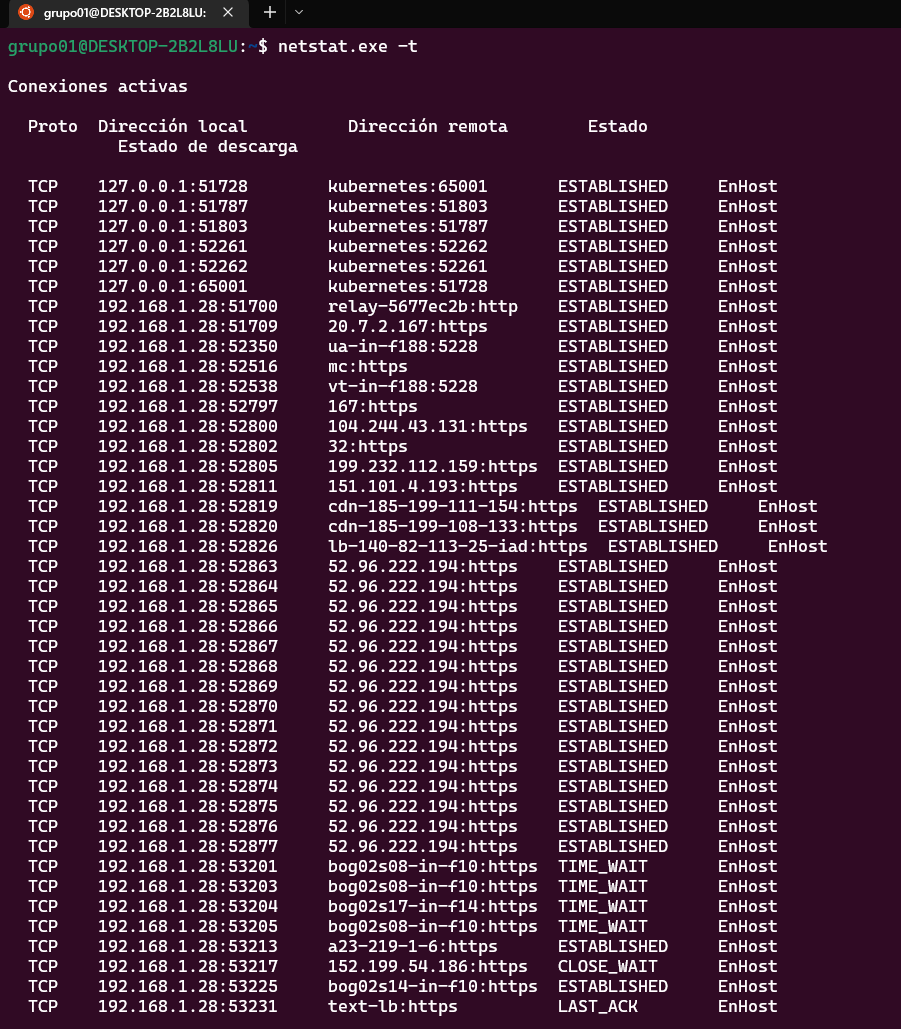 grupo01@DESKTOP-2B2L8LU:
grupo01@DESKTOP-2B2L8LU:~$ netstat.exe -t
Conexiones activas
Proto  Dirección local          Dirección remota        Estado
Estado de descarga
TCP    127.0.0.1:51728        kubernetes:65001       ESTABLISHED     EnHost
TCP    127.0.0.1:51787        kubernetes:51803       ESTABLISHED     EnHost
TCP    127.0.0.1:51803        kubernetes:51787       ESTABLISHED     EnHost
TCP    127.0.0.1:52261        kubernetes:52262       ESTABLISHED     EnHost
TCP    127.0.0.1:52262        kubernetes:52261       ESTABLISHED     EnHost
TCP    127.0.0.1:65001        kubernetes:51728       ESTABLISHED     EnHost
TCP    192.168.1.28:51700     relay-5677ec2b:http    ESTABLISHED     EnHost
TCP    192.168.1.28:51709     20.7.2.167:https       ESTABLISHED     EnHost
TCP    192.168.1.28:52350     ua-in-f188:5228        ESTABLISHED     EnHost
TCP    192.168.1.28:52516     mc:https               ESTABLISHED     EnHost
TCP    192.168.1.28:52538     vt-in-f188:5228        ESTABLISHED     EnHost
TCP    192.168.1.28:52797     167:https              ESTABLISHED     EnHost
TCP    192.168.1.28:52800     104.244.43.131:https   ESTABLISHED     EnHost
TCP    192.168.1.28:52802     32:https               ESTABLISHED     EnHost
TCP    192.168.1.28:52805     199.232.112.159:https  ESTABLISHED     EnHost
TCP    192.168.1.28:52811     151.101.4.193:https    ESTABLISHED     EnHost
TCP    192.168.1.28:52819     cdn-185-199-111-154:https  ESTABLISHED     EnHost
TCP    192.168.1.28:52820     cdn-185-199-108-133:https  ESTABLISHED     EnHost
TCP    192.168.1.28:52826     lb-140-82-113-25-iad:https  ESTABLISHED     EnHost
TCP    192.168.1.28:52863     52.96.222.194:https    ESTABLISHED     EnHost
TCP    192.168.1.28:52864     52.96.222.194:https    ESTABLISHED     EnHost
TCP    192.168.1.28:52865     52.96.222.194:https    ESTABLISHED     EnHost
TCP    192.168.1.28:52866     52.96.222.194:https    ESTABLISHED     EnHost
TCP    192.168.1.28:52867     52.96.222.194:https    ESTABLISHED     EnHost
TCP    192.168.1.28:52868     52.96.222.194:https    ESTABLISHED     EnHost
TCP    192.168.1.28:52869     52.96.222.194:https    ESTABLISHED     EnHost
TCP    192.168.1.28:52870     52.96.222.194:https    ESTABLISHED     EnHost
TCP    192.168.1.28:52871     52.96.222.194:https    ESTABLISHED     EnHost
TCP    192.168.1.28:52872     52.96.222.194:https    ESTABLISHED     EnHost
TCP    192.168.1.28:52873     52.96.222.194:https    ESTABLISHED     EnHost
TCP    192.168.1.28:52874     52.96.222.194:https    ESTABLISHED     EnHost
TCP    192.168.1.28:52875     52.96.222.194:https    ESTABLISHED     EnHost
TCP    192.168.1.28:52876     52.96.222.194:https    ESTABLISHED     EnHost
TCP    192.168.1.28:52877     52.96.222.194:https    ESTABLISHED     EnHost
TCP    192.168.1.28:53201     bog02s08-in-f10:https  TIME_WAIT       EnHost
TCP    192.168.1.28:53203     bog02s08-in-f10:https  TIME_WAIT       EnHost
TCP    192.168.1.28:53204     bog02s17-in-f14:https  TIME_WAIT       EnHost
TCP    192.168.1.28:53205     bog02s08-in-f10:https  TIME_WAIT       EnHost
TCP    192.168.1.28:53213     a23-219-1-6:https      ESTABLISHED     EnHost
TCP    192.168.1.28:53217     152.199.54.186:https   CLOSE_WAIT      EnHost
TCP    192.168.1.28:53225     bog02s14-in-f10:https  ESTABLISHED     EnHost
TCP    192.168.1.28:53231     text-lb:https          LAST_ACK        EnHost